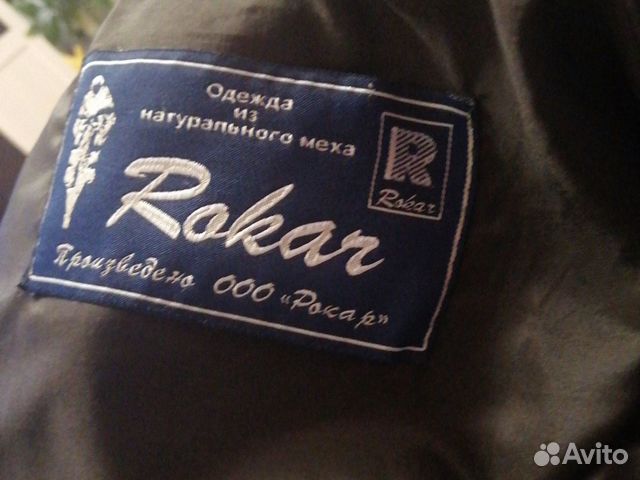 Одежда
из
натурального меха
R
Rokar
Rokar
Произведено ООО «Рокар»
Avito